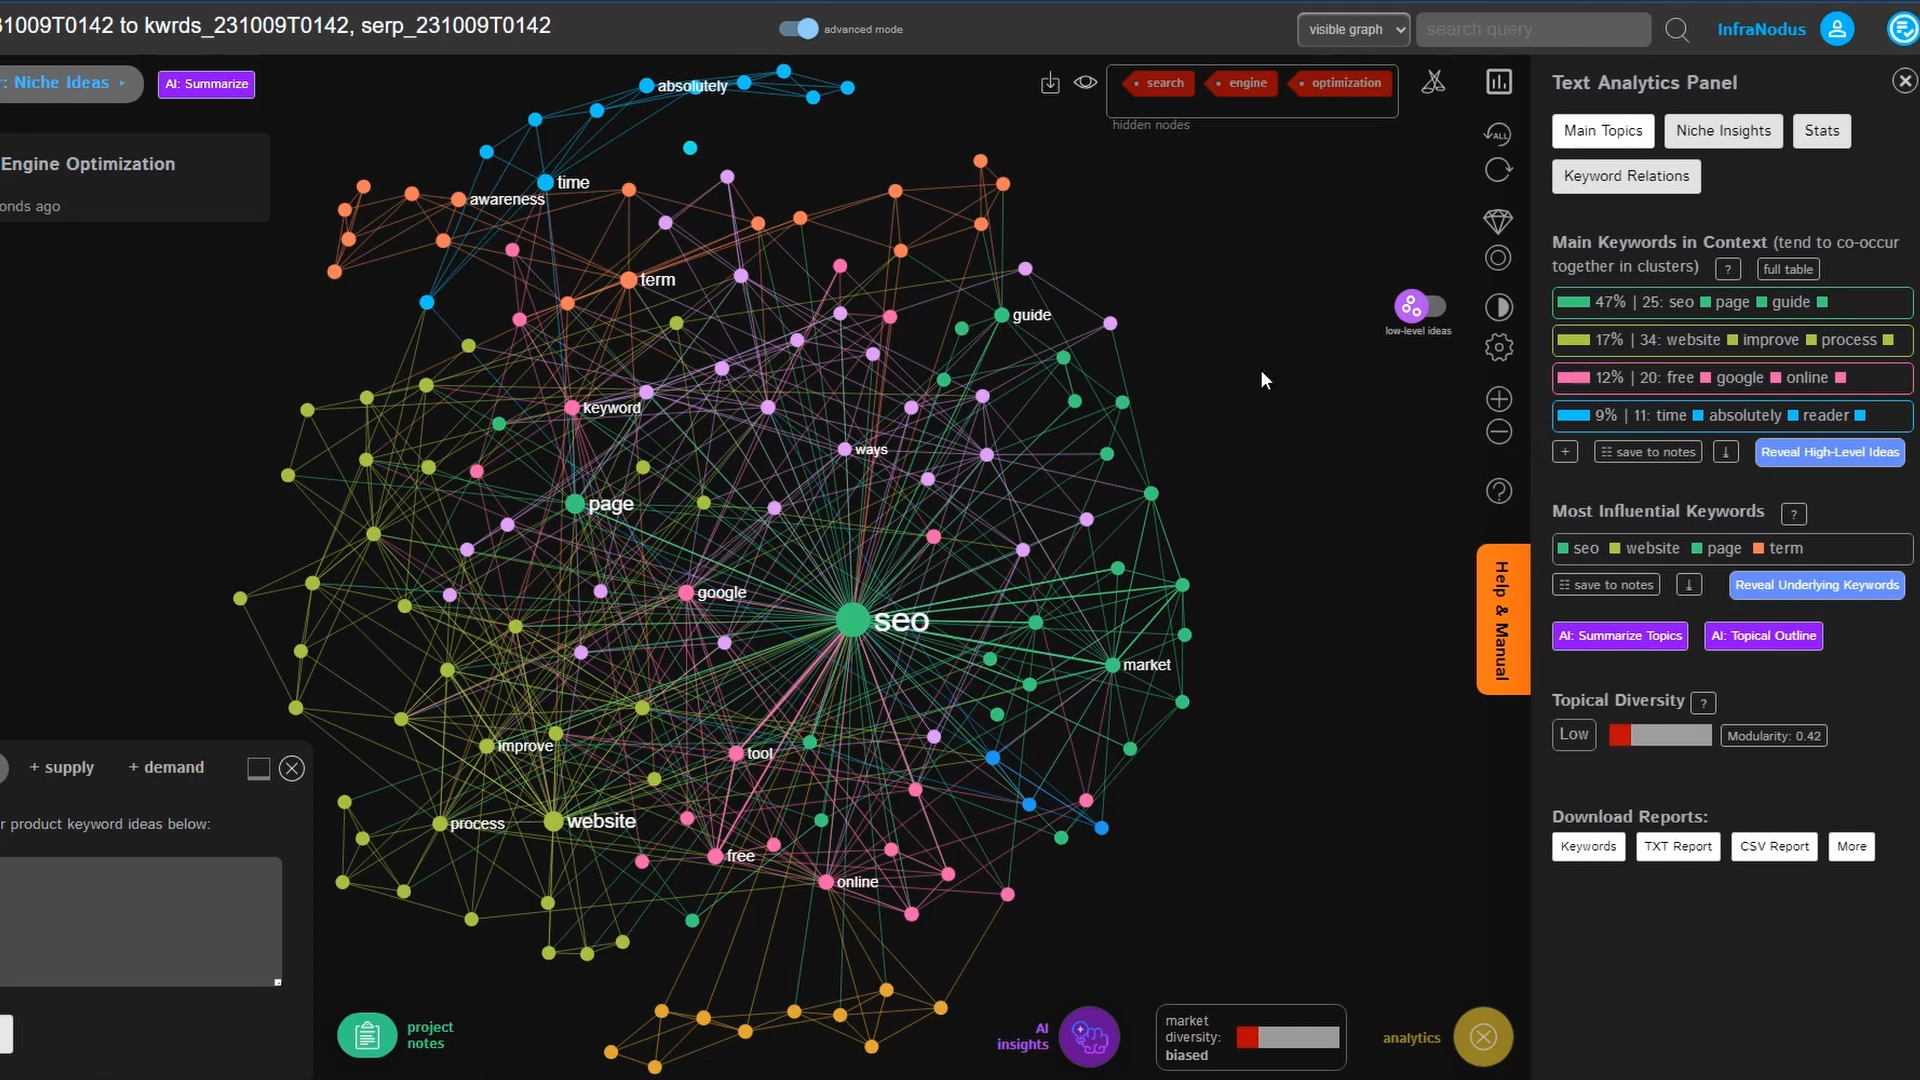 31009T0142 to kwrds_231009T0142, serp_231009T0142
advanced mode
visible graph
search query
InfraNodus
: Niche Ideas ▸
AI: Summarize
Engine Optimization
onds ago
search
engine
optimization
hidden nodes
absolutely
time
awareness
term
guide
keyword
ways
page
google
seo
market
improve
tool
process
website
free
online
low-level ideas
ALL
Help & Manual
+ supply
+ demand
r product keyword ideas below:
project
notes
AI
insights
market
diversity:
biased
analytics
Text Analytics Panel
Main Topics
Niche Insights
Stats
Keyword Relations
Main Keywords in Context (tend to co-occur
together in clusters) ? full table
47% | 25: seo page guide
17% | 34: website improve process
12% | 20: free google online
9% | 11: time absolutely reader
+ save to notes Reveal High-Level Ideas
Most Influential Keywords ?
seo website page term
save to notes Reveal Underlying Keywords
AI: Summarize Topics AI: Topical Outline
Topical Diversity ?
Low Modularity: 0.42
Download Reports:
Keywords TXT Report CSV Report More